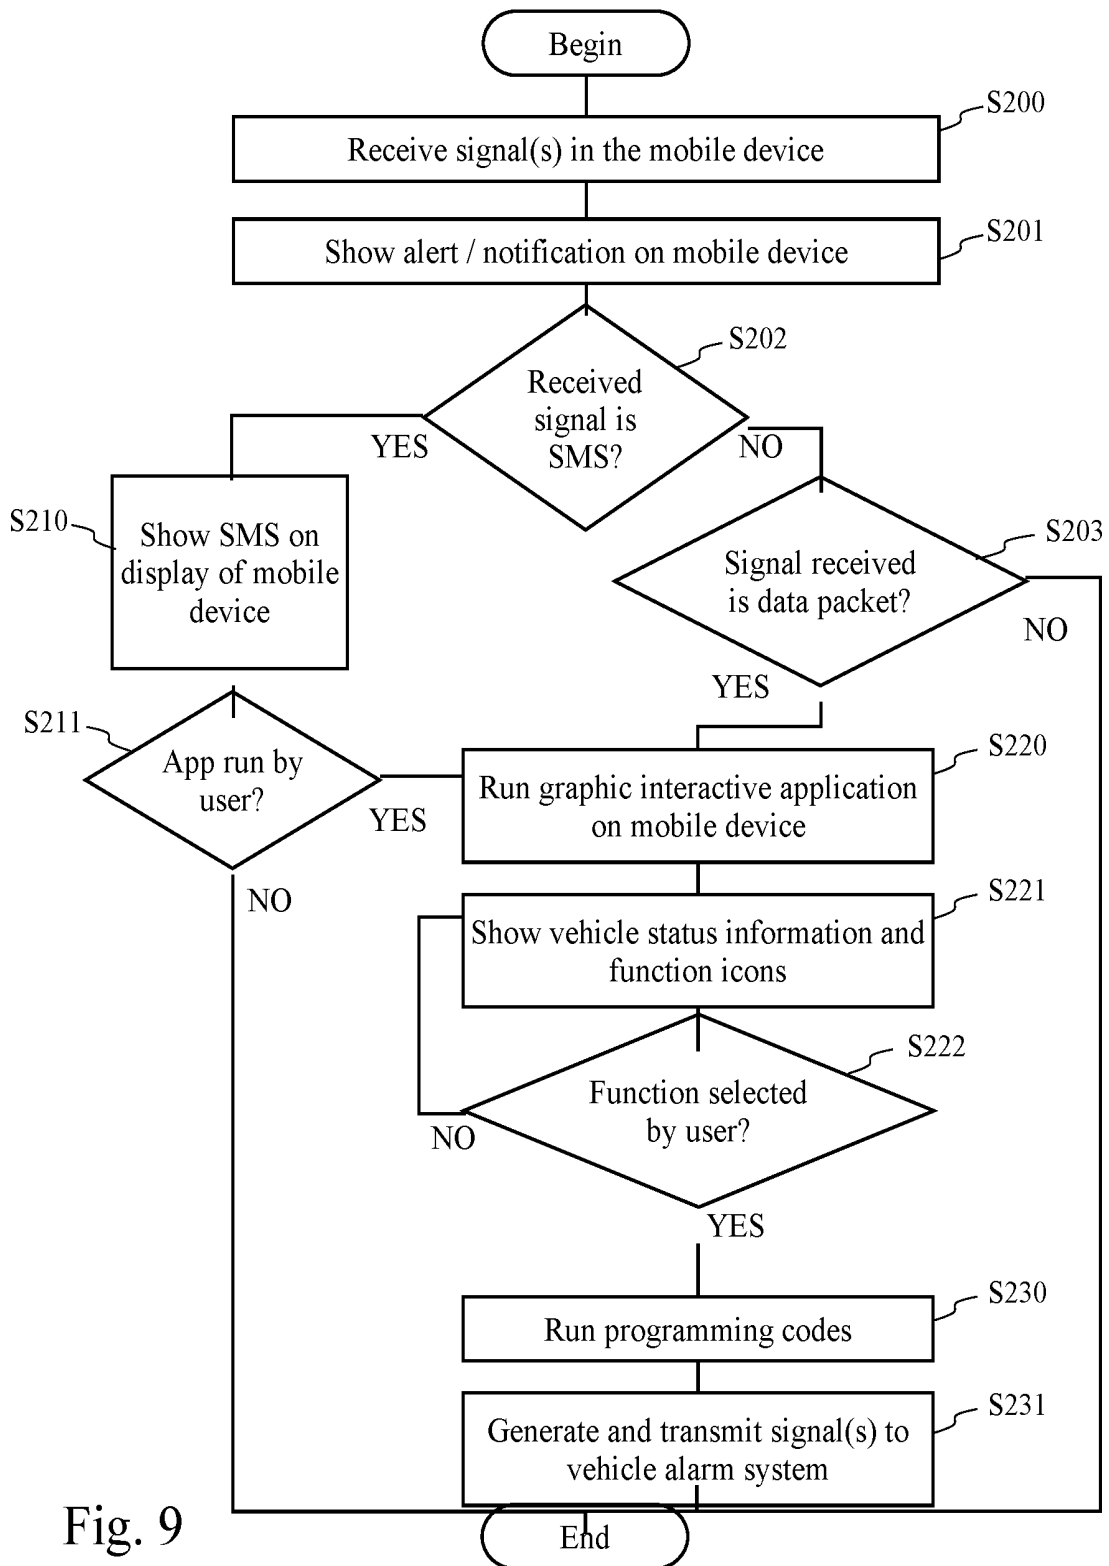 Begin
S200
Receive signal(s) in the mobile device
S201
Show alert / notification on mobile device
S202
Received
signal is
SMS?
YES
NO
S210
Show SMS on
display of mobile
device
S203
Signal received
is data packet?
NO
YES
S211
App run by
user?
YES
NO
S220
Run graphic interactive application
on mobile device
S221
Show vehicle status information and
function icons
S222
Function selected
by user?
NO
YES
S230
Run programming codes
S231
Generate and transmit signal(s) to
vehicle alarm system
End
Fig. 9